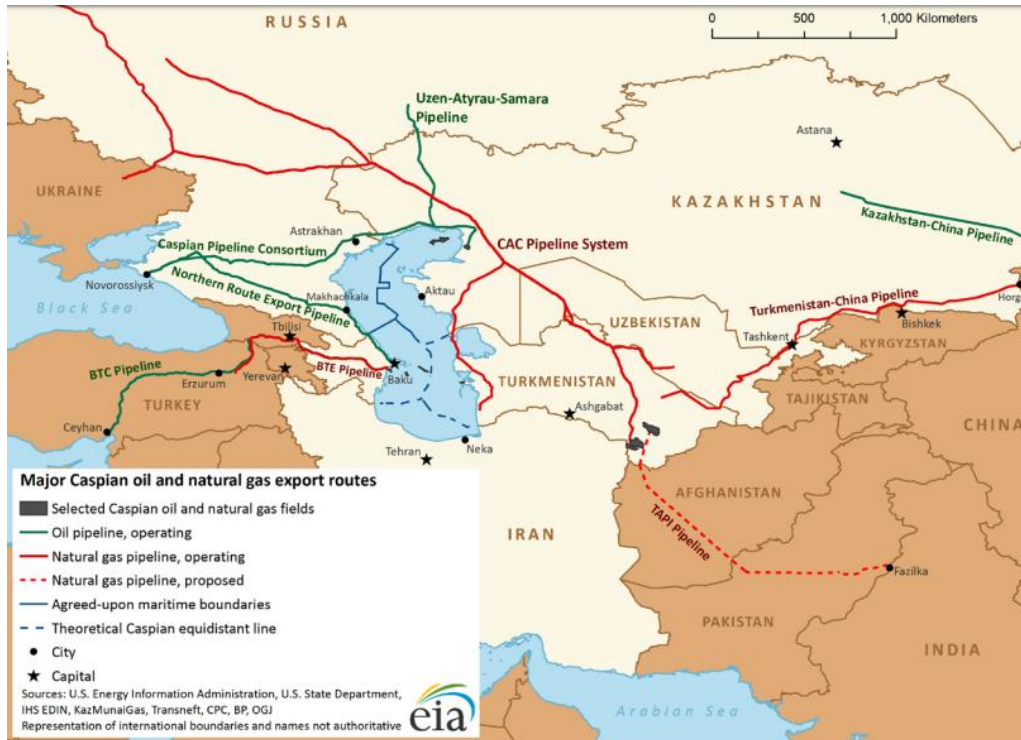 0 500 1,000 Kilometers
RUSSIA
Uzen-Atyrau-Samara
Pipeline
Astana
UKRAINE
KAZAKHSTAN
Kazakhstan-China Pipeline
Astrakhan
Caspian Pipeline Consortium
CAC Pipeline System
Novorossiysk
Northern Route Export Pipeline
Aktau
Turkmenistan-China Pipeline
Horg
Makhachkala
Black Sea
UZBEKISTAN
Bishkek
Tbilisi
Tashkent
KYRGYZSTAN
BTC Pipeline
BTE Pipeline
Baku
Erzurum
Yerevan
TURKMENISTAN
TAJIKISTAN
TURKEY
Ashgabat
CHINA
Ceyhan
Neka
Tehran
Major Caspian oil and natural gas export routes
Selected Caspian oil and natural gas fields
Oil pipeline, operating
Natural gas pipeline, operating
Natural gas pipeline, proposed
Agreed-upon maritime boundaries
Theoretical Caspian equidistant line
City
Capital
Sources: U.S. Energy Information Administration, U.S. State Department,
IHS EDIN, KazMunaiGas, Transneft, CPC, BP, OGJ
Representation of international boundaries and names not authoritative
eia
AFGHANISTAN
IRAN
TAPI Pipeline
Fazilka
PAKISTAN
INDIA
Arabian Sea